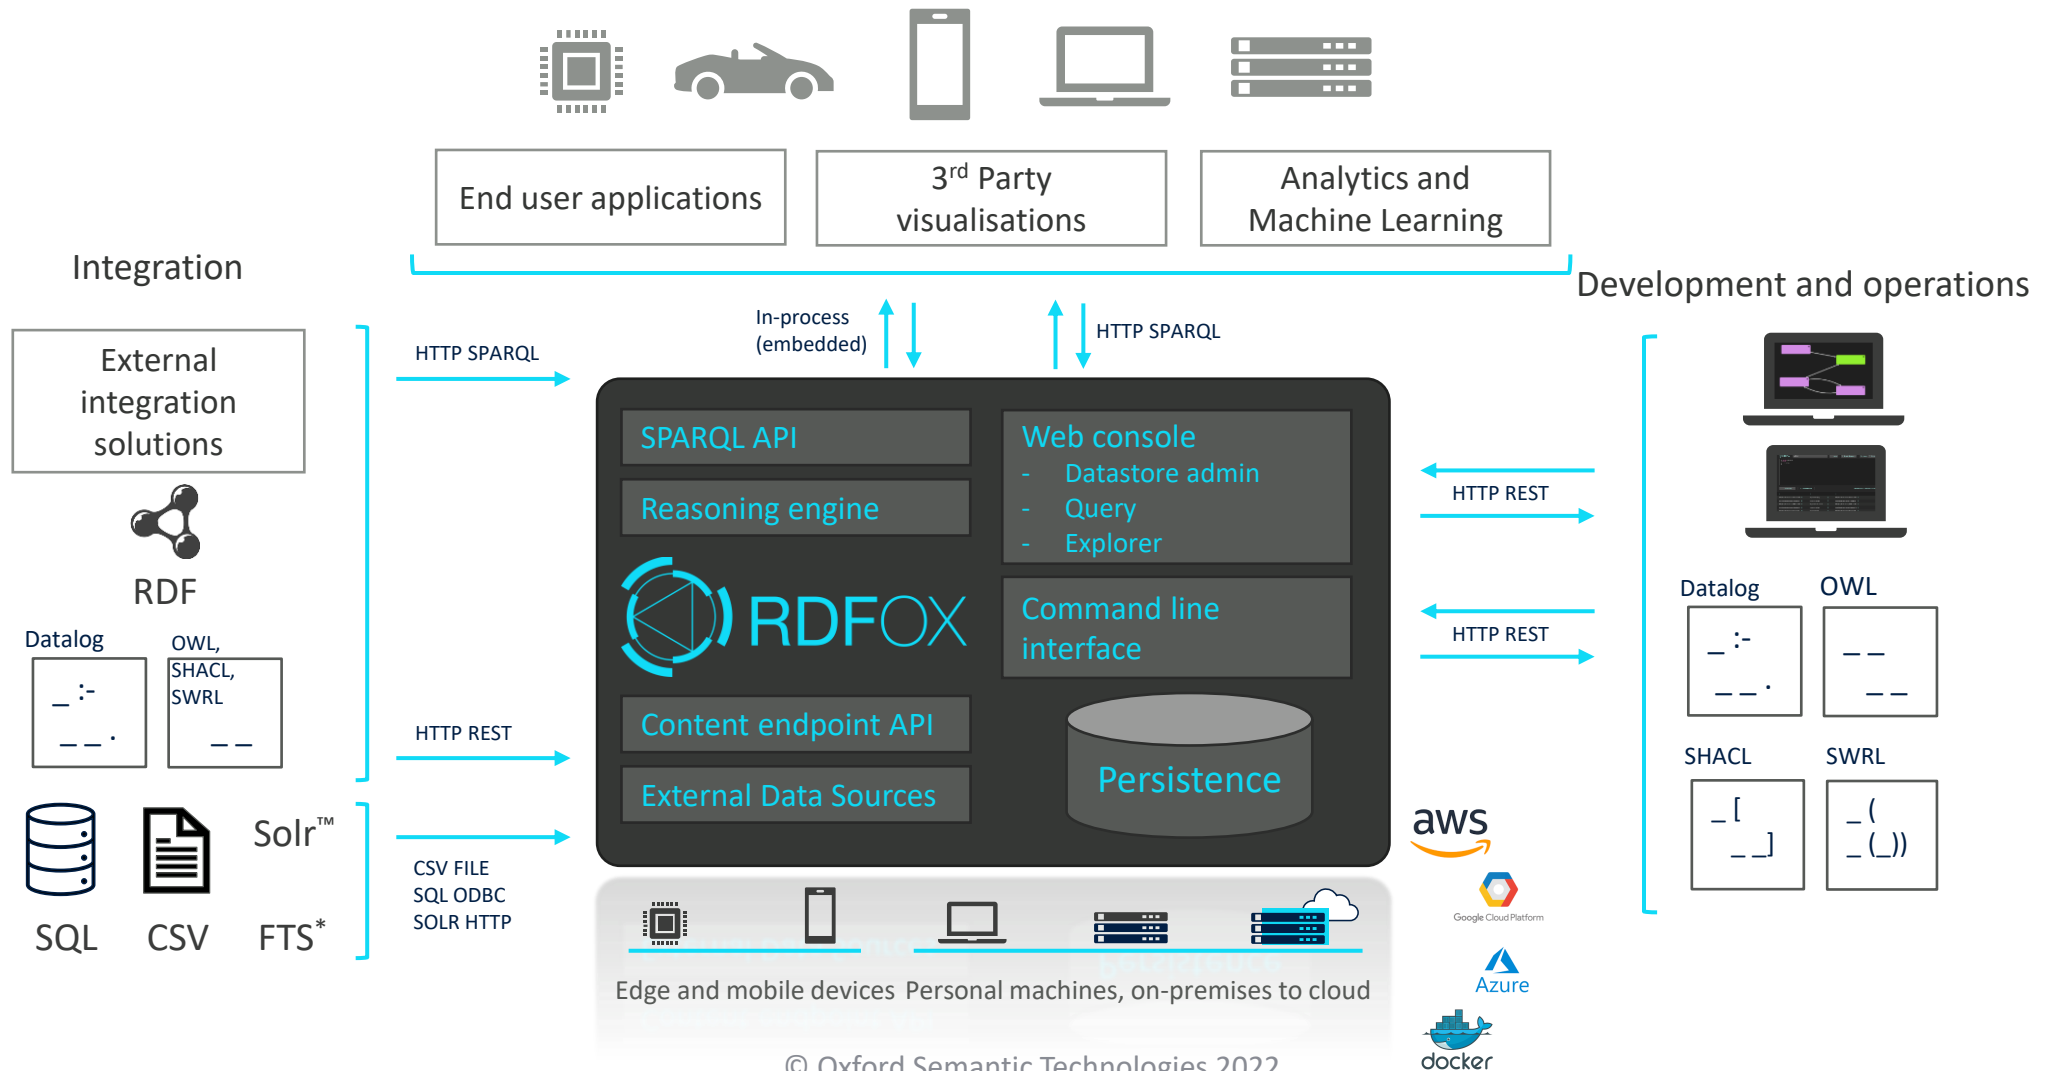 End user applications
3rd Party
visualisations
Analytics and
Machine Learning
Integration
Development and operations
External
integration
solutions
RDF
Datalog
_ :-
_ _ .
OWL,
SHACL,
SWRL
_ _
SQL
CSV
Solr™
FTS*
HTTP SPARQL
HTTP REST
CSV FILE
SQL ODBC
SOLR HTTP
In-process
(embedded)
HTTP SPARQL
SPARQL API
Reasoning engine
RDFOX
Content endpoint API
External Data Sources
Web console
- Datastore admin
- Query
- Explorer
Command line
interface
Persistence
HTTP REST
HTTP REST
Datalog
_ :-
_ _ .
OWL
_ _
_ _
SHACL
_ [
_ _]
SWRL
_ (
_ (_))
aws
Google Cloud Platform
Azure
docker
Edge and mobile devices
Personal machines, on-premises to cloud
© Oxford Semantic Technologies 2022